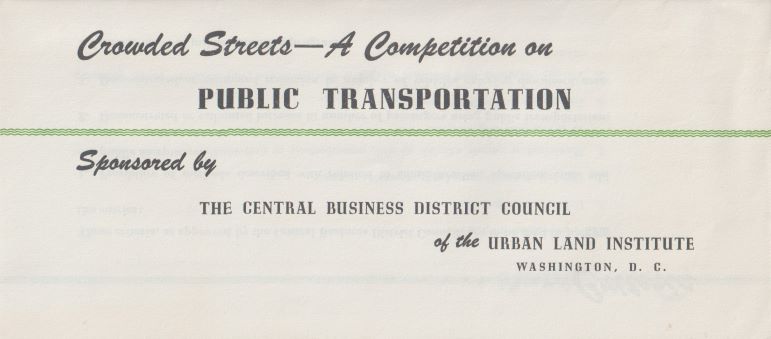 Crowded Streets—A Competition on
PUBLIC TRANSPORTATION
Sponsored by
THE CENTRAL BUSINESS DISTRICT COUNCIL
of the URBAN LAND INSTITUTE
WASHINGTON, D. C.